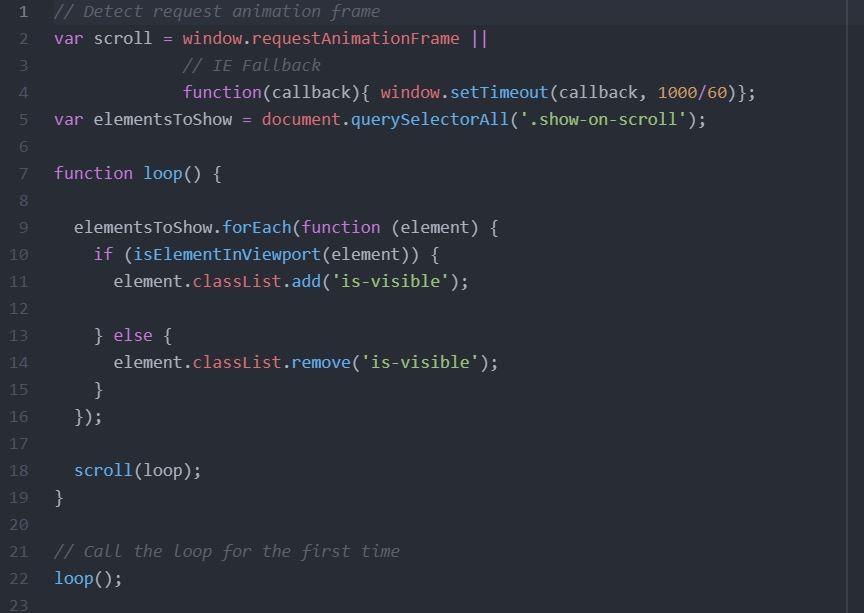 1 // Detect request animation frame
2 var scroll = window.requestAnimationFrame ||
3 // IE Fallback
4 function(callback){ window.setTimeout(callback, 1000/60)};
5 var elementsToShow = document.querySelectorAll('.show-on-scroll');
6
7 function loop() {
8
9 elementsToShow.forEach(function (element) {
10 if (isElementInViewport(element)) {
11 element.classList.add('is-visible');
12
13 } else {
14 element.classList.remove('is-visible');
15 }
16 });
17
18 scroll(loop);
19 }
20
21 // Call the loop for the first time
22 loop();
23